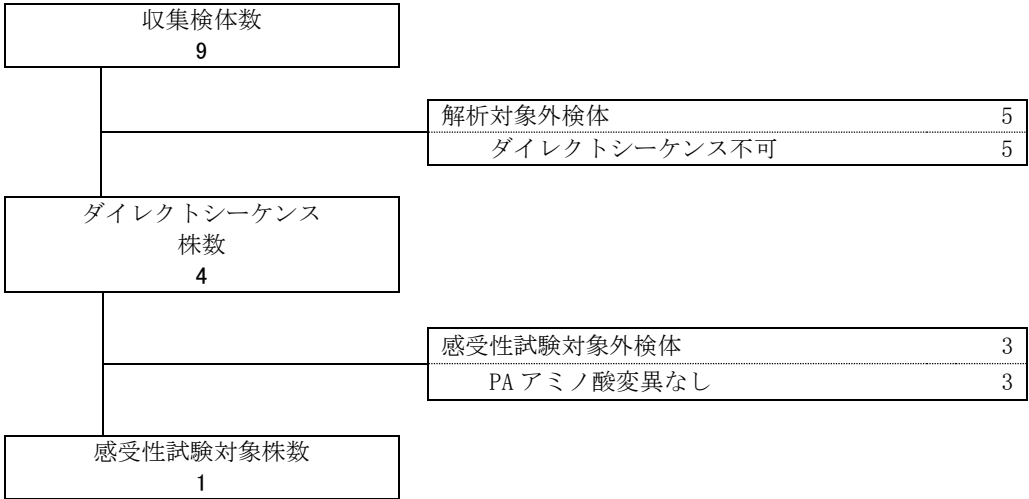 収集検体数
9
解析対象外検体 5
ダイレクトシーケンス不可 5
ダイレクトシーケンス
株数
4
感受性試験対象外検体 3
PA アミノ酸変異なし 3
感受性試験対象株数
1